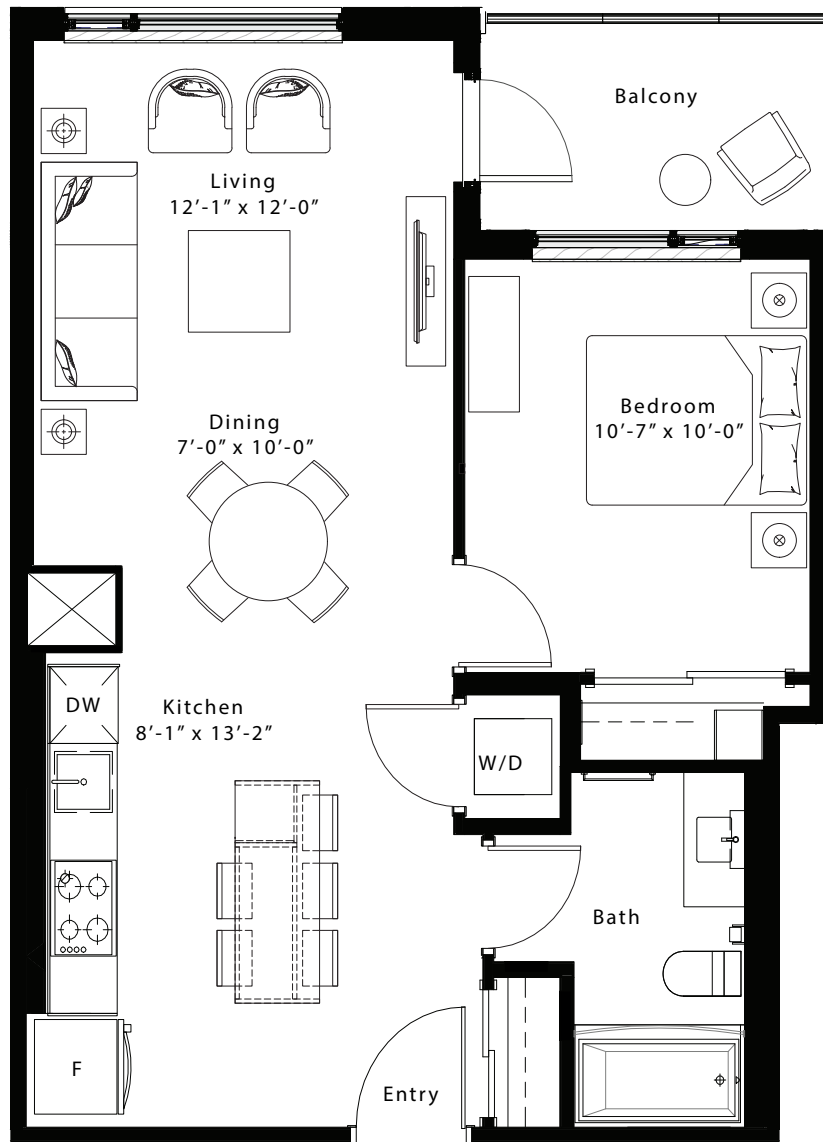 Balcony
Living
12’-1” x 12’-0”
Dining
7’-0” x 10’-0”
Bedroom
10’-7” x 10’-0”
DW
Kitchen
8’-1” x 13’-2”
W/D
Bath
F
Entry